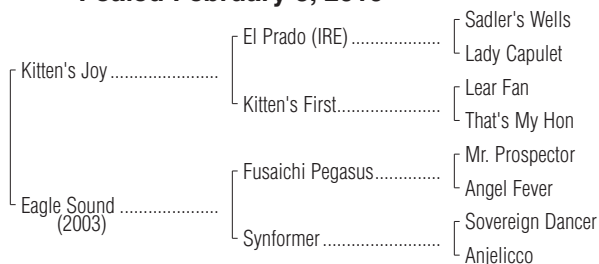 Sadler's Wells
El Prado (IRE)
Lady Capulet
Kitten's Joy
Lear Fan
Kitten's First
That's My Hon
Mr. Prospector
Fusaichi Pegasus
Angel Fever
Eagle Sound
(2003)
Sovereign Dancer
Synformer
Anjelicco